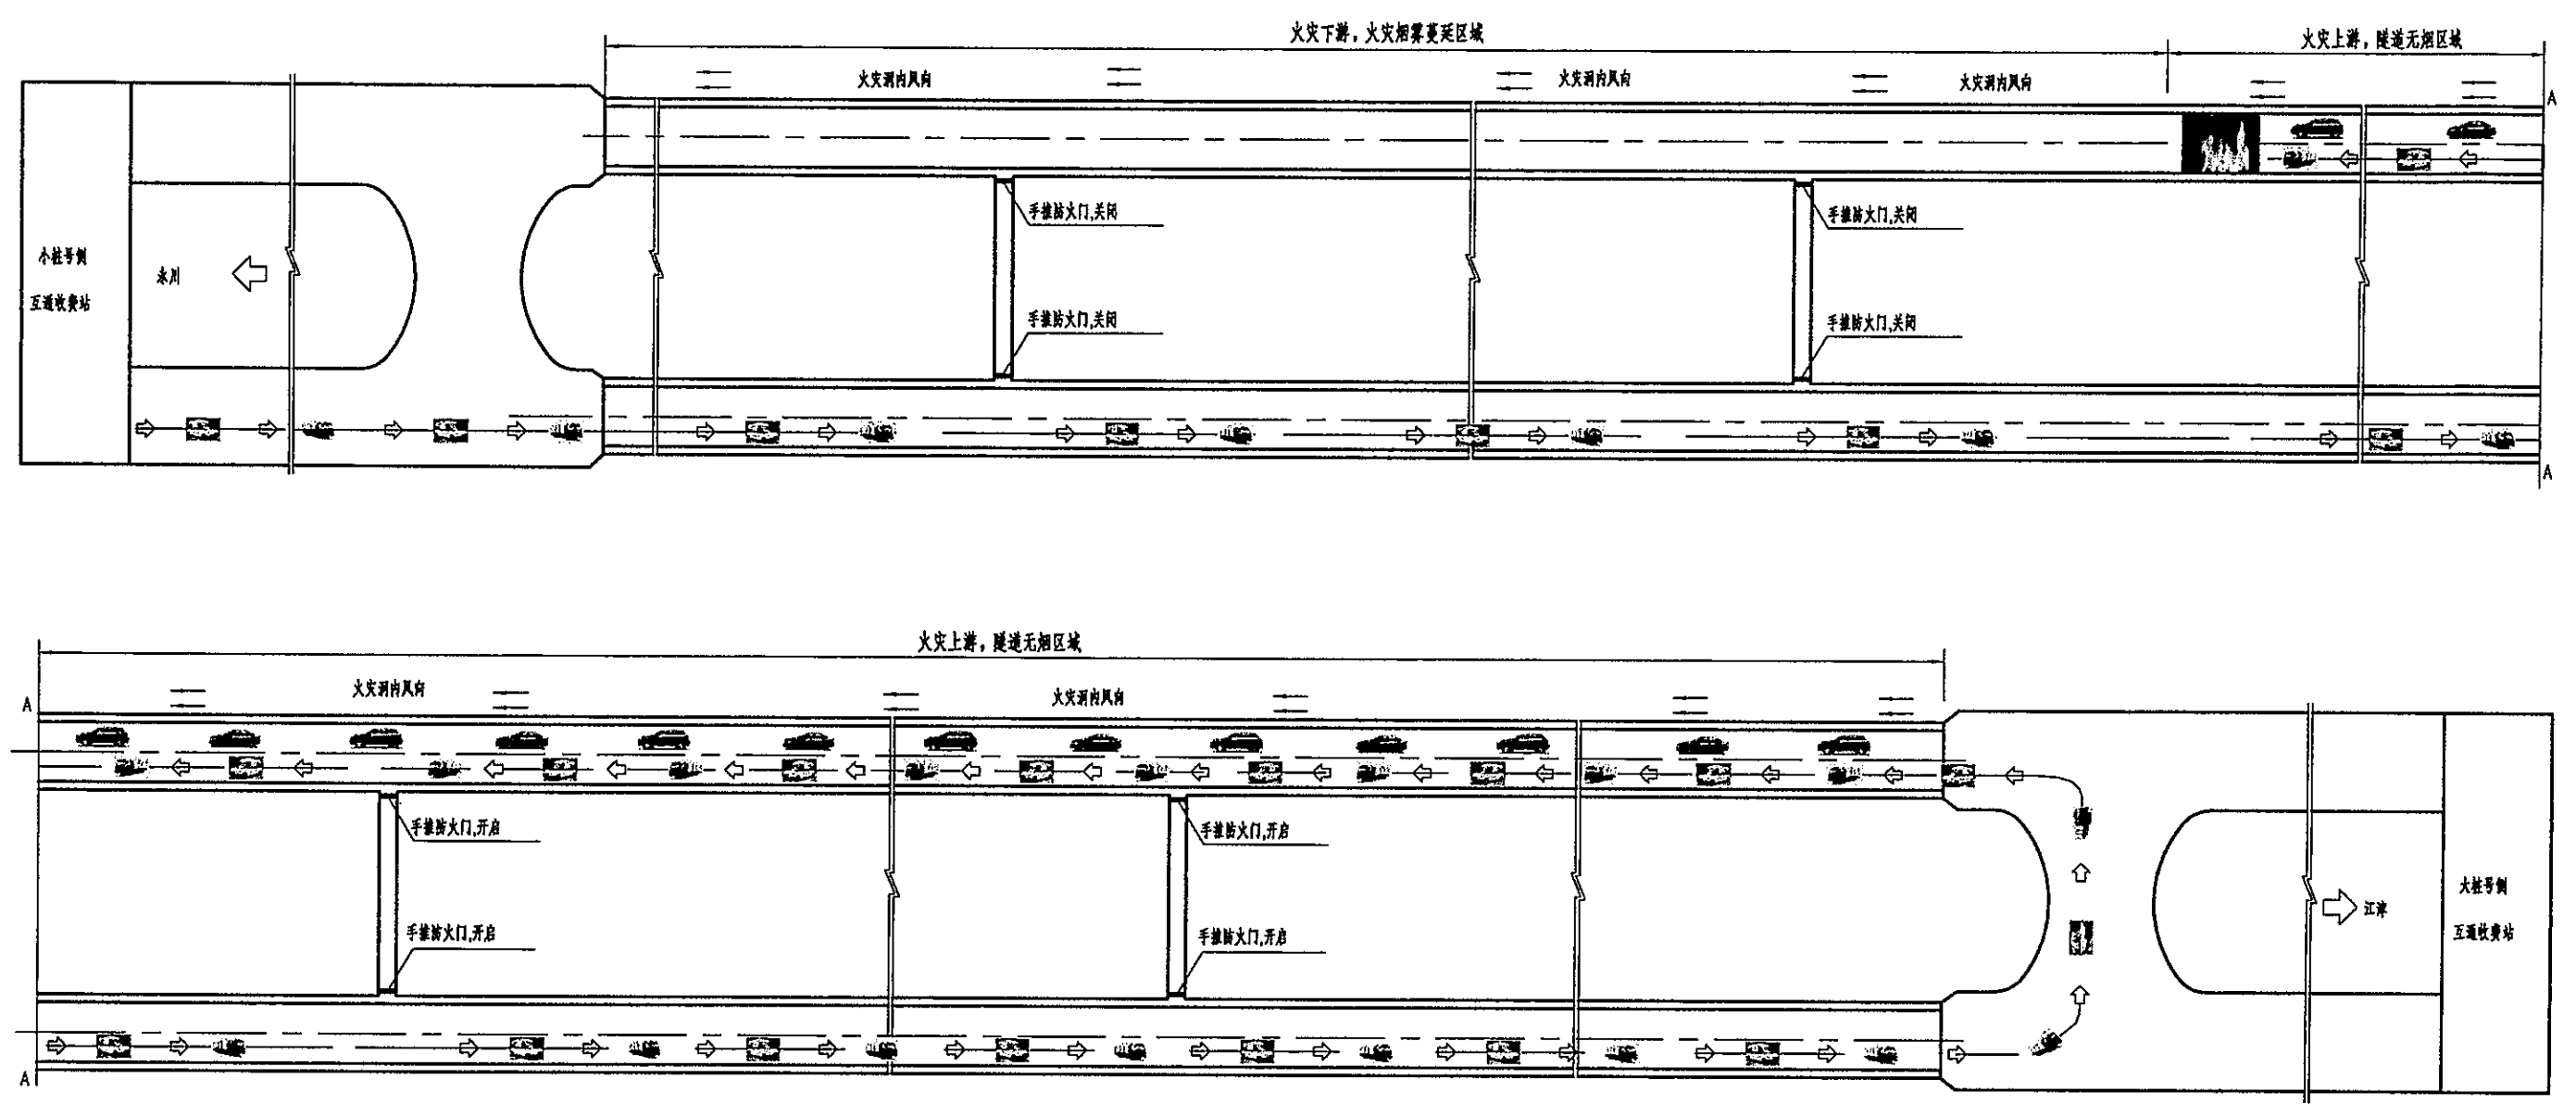 火灾下游，火灾烟雾蔓延区域
火灾上游，隧道无烟区域
火灾洞内风向
火灾洞内风向
火灾洞内风向
A
手推防火门,关闭
手推防火门,关闭
小桩号侧
互通收费站
永川
手推防火门,关闭
手推防火门,关闭
A
火灾上游，隧道无烟区域
A
火灾洞内风向
火灾洞内风向
手推防火门,开启
手推防火门,开启
大桩号侧
互通收费站
江津
手推防火门,开启
手推防火门,开启
A